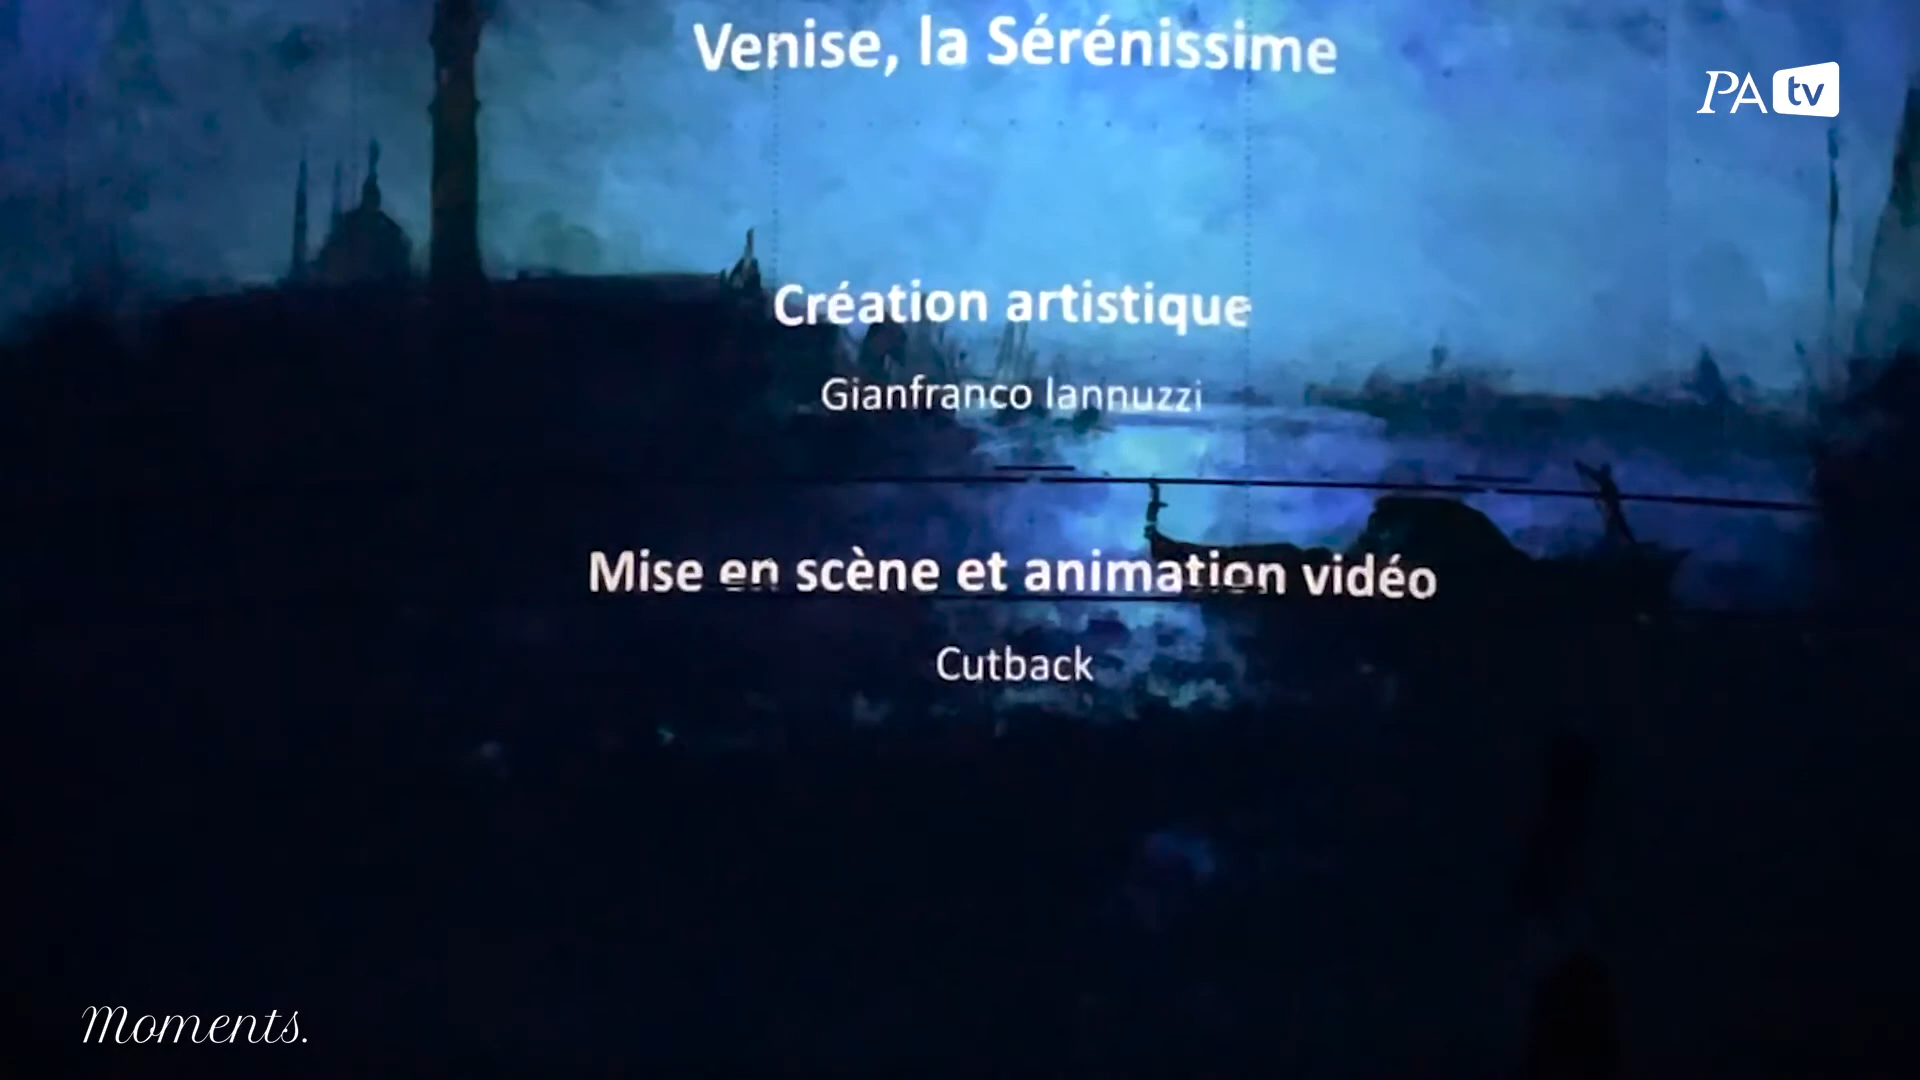 Venise, la Sérénissime
PA tv
Création artistique
Gianfranco Iannuzzi
Mise en scène et animation vidéo
Cutback
Moments.